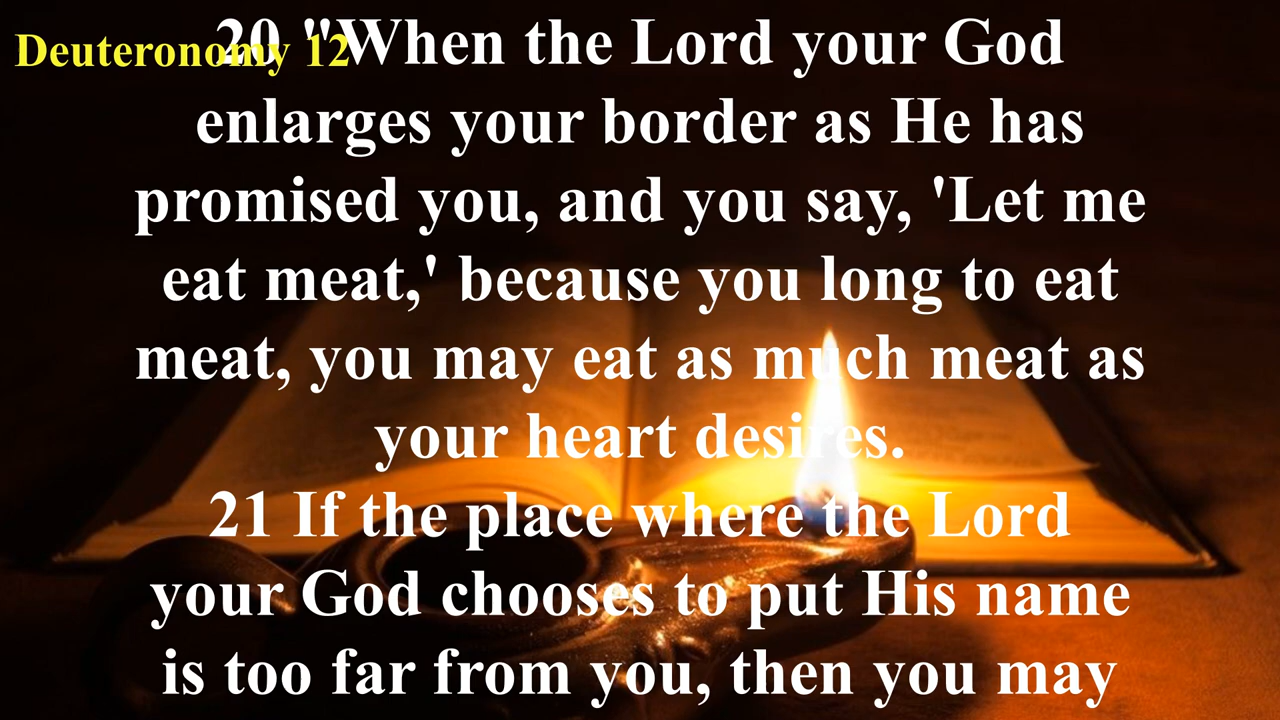 Deuteronomy 12
20 "When the Lord your God
enlarges your border as He has
promised you, and you say, 'Let me
eat meat,' because you long to eat
meat, you may eat as much meat as
your heart desires.
21 If the place where the Lord
your God chooses to put His name
is too far from you, then you may